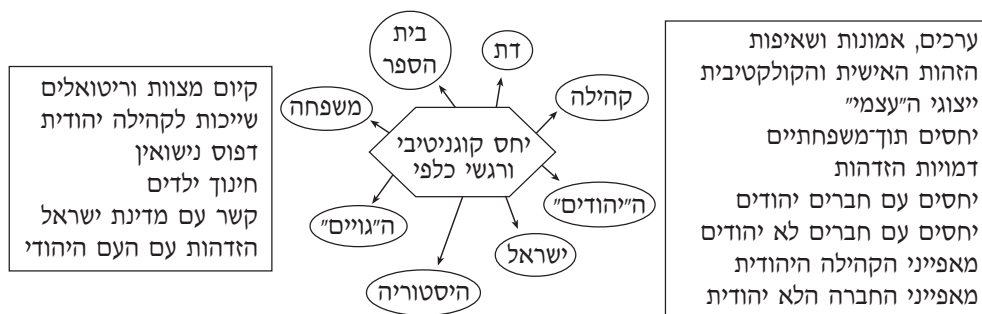 ערכים, אמונות ושאיפות
הזהות האישית והקולקטיבית
ייצוגי ה"עצמי"
יחסים תוך־משפחתיים
דמויות הזדהות
יחסים עם חברים יהודים
יחסים עם חברים לא יהודים
מאפייני הקהילה היהודית
מאפייני החברה הלא יהודית
דת
בית
הספר
קהילה
משפחה
יחס קוגניטיבי
ורגשי כלפי
ה"יהודים"
ה"גויים"
ישראל
היסטוריה
קיום מצוות וריטואלים
שייכות לקהילה יהודית
דפוס נישואין
חינוך ילדים
קשר עם מדינת ישראל
הזדהות עם העם היהודי